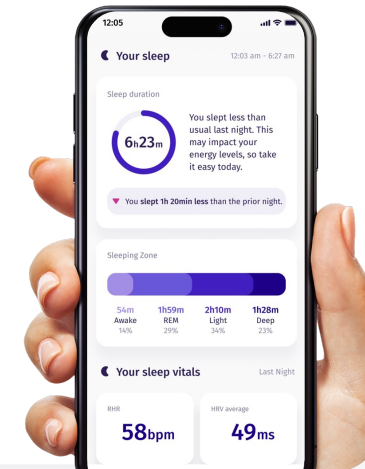 12:05
Your sleep
12:03 am - 6:27 am
Sleep duration
6h23m
You slept less than
usual last night. This
may impact your
energy levels, so take
it easy today.
You slept 1h 20min less than the prior night.
Sleeping Zone
54m 1h59m 2h10m 1h28m
Awake REM Light Deep
14% 29% 34% 23%
Your sleep vitals
Last Night
RHR
58bpm
HRV average
49ms